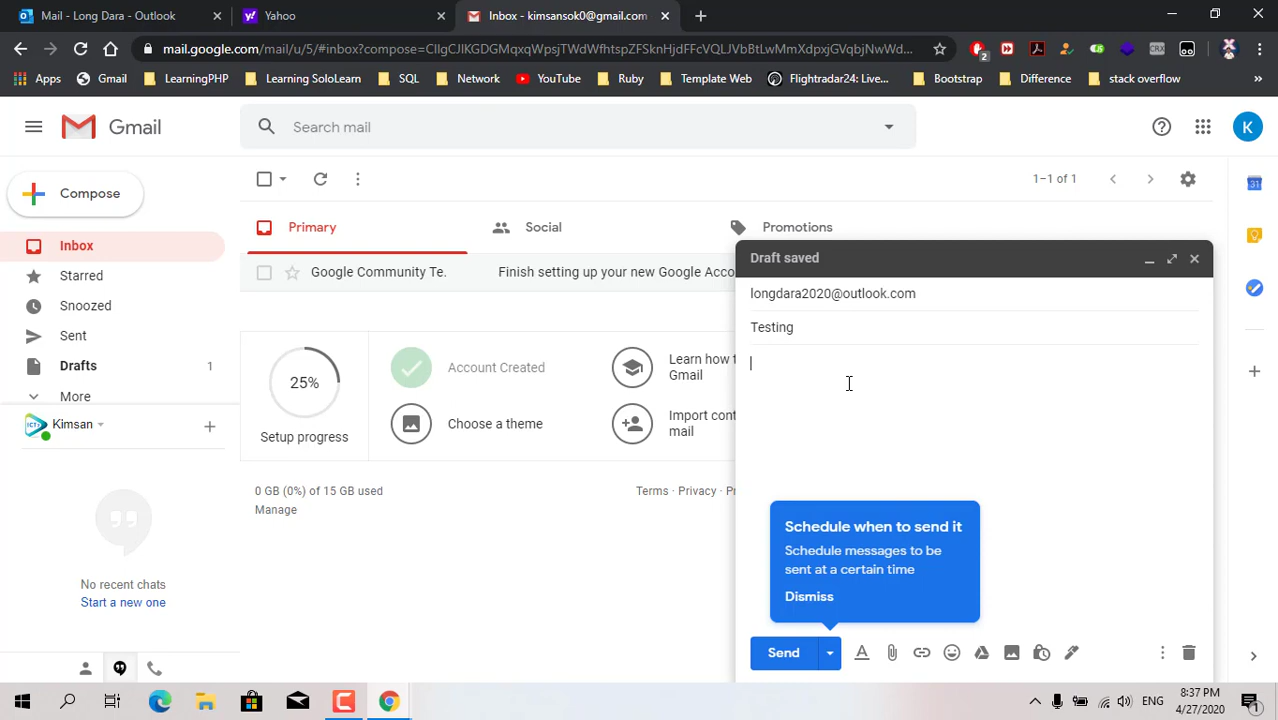 Mail - Long Dara - Outlook
Yahoo
Inbox - kimsansok0@gmail.com
mail.google.com/mail/u/5/#inbox?compose=CllgCJlKGDGMqxqWpsjTWdWfhtspZFSknHjdFFcVQLJVbBtLwMmXdpxjGVqbjNwWd...
2
Apps
Gmail
LearningPHP
Learning SoloLearn
SQL
Network
YouTube
Ruby
Template Web
Flightradar24: Live...
Bootstrap
Difference
stack overflow
»
Gmail
Search mail
K
Compose
1–1 of 1
31
Inbox
Primary
Social
Promotions
Starred
Google Community Te.
Finish setting up your new Google Acco
Snoozed
Sent
Drafts
1
More
Kimsan
25%
Setup progress
Account Created
Learn how t
Gmail
Choose a theme
Import cont
mail
0 GB (0%) of 15 GB used
Manage
Terms · Privacy · Pr
No recent chats
Start a new one
Draft saved
longdara2020@outlook.com
Testing
Schedule when to send it
Schedule messages to be
sent at a certain time
Dismiss
Send
ENG
8:37 PM
4/27/2020
1